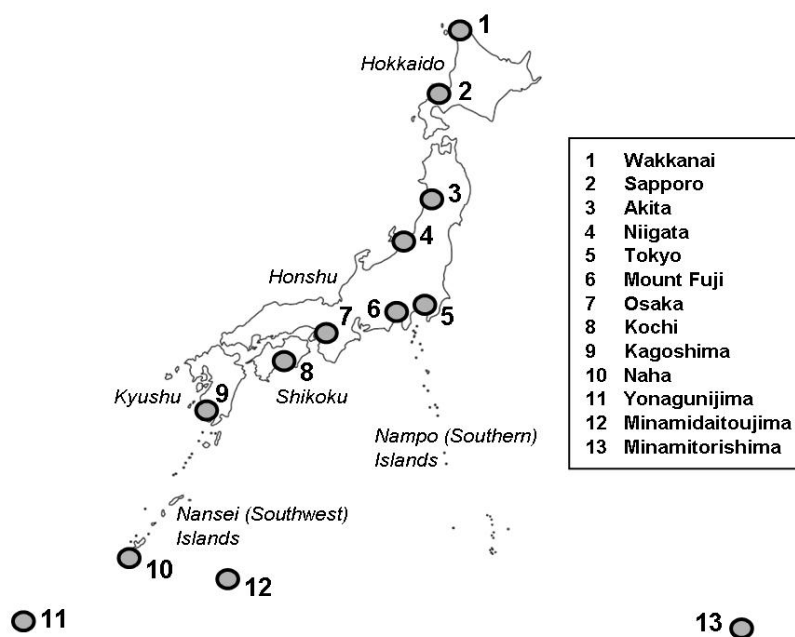 1
Hokkaido
2
3
4
Honshu
6
5
7
8
9
Kyushu
Shikoku
Nampo (Southern)
Islands
Nansei (Southwest)
Islands
10
12
11
13
1 Wakkanai
2 Sapporo
3 Akita
4 Niigata
5 Tokyo
6 Mount Fuji
7 Osaka
8 Kochi
9 Kagoshima
10 Naha
11 Yonagunijima
12 Minamidaitoujima
13 Minamitorishima